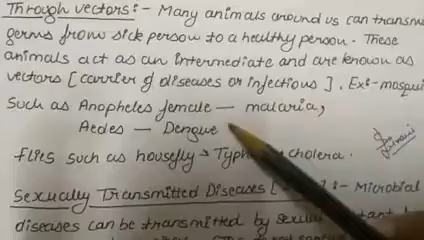 Through vectors:- Many animals around us can transm
germs from sick person to a healthy person. These
animals act as an intermediate and are known as
vectors [carrier of diseases or infections]. Ex:- mosqui
Such as Anopheles female — malaria,
Aedes — Dengue
flies such as housefly → Typh cholera.
Sexually Transmitted Diseases [ ]:- Microbial
diseases can be transmitted by sexual